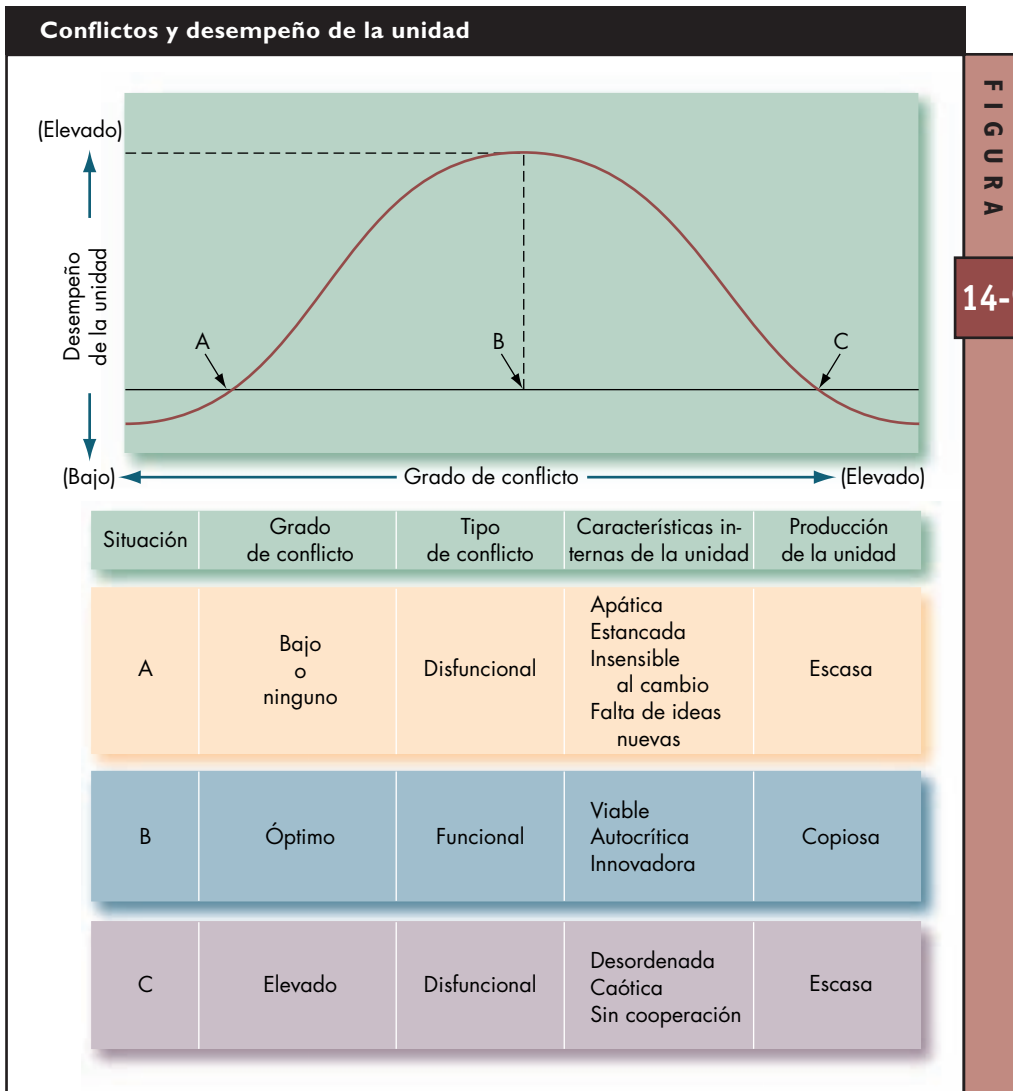 Conflictos y desempeño de la unidad
FIGURA
14-
(Elevado)
Desempeño
de la unidad
A
B
C
(Bajo)
Grado de conflicto
(Elevado)
Situación
Grado
de conflicto
Tipo
de conflicto
Características in-
ternas de la unidad
Producción
de la unidad
A
Bajo
o
ninguno
Disfuncional
Apática
Estancada
Insensible
al cambio
Falta de ideas
nuevas
Escasa
B
Óptimo
Funcional
Viable
Autocrítica
Innovadora
Copiosa
C
Elevado
Disfuncional
Desordenada
Caótica
Sin cooperación
Escasa